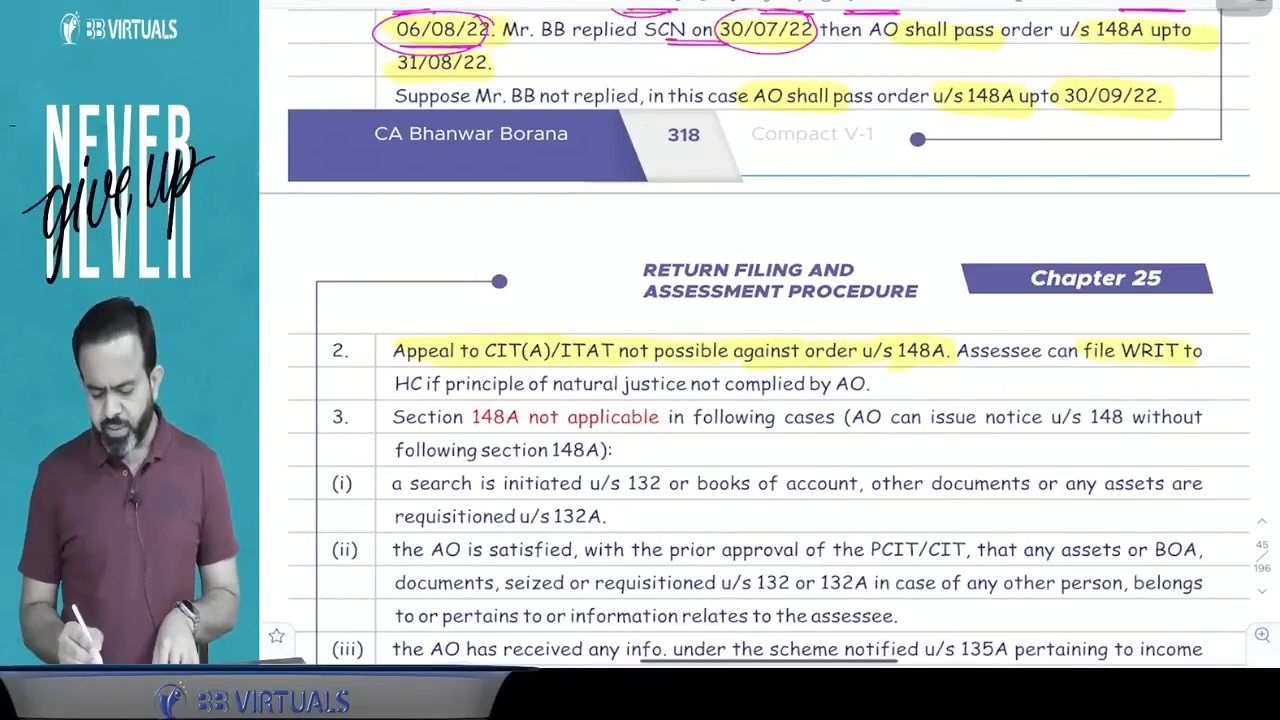 BB VIRTUALS
NEVER
give up
NEVER
06/08/22. Mr. BB replied SCN on 30/07/22 then AO shall pass order u/s 148A upto
31/08/22.
Suppose Mr. BB not replied, in this case AO shall pass order u/s 148A upto 30/09/22.
CA Bhanwar Borana
318
Compact V-1
RETURN FILING AND
ASSESSMENT PROCEDURE
Chapter 25
2. Appeal to CIT(A)/ITAT not possible against order u/s 148A. Assessee can file WRIT to
HC if principle of natural justice not complied by AO.
3. Section 148A not applicable in following cases (AO can issue notice u/s 148 without
following section 148A):
(i) a search is initiated u/s 132 or books of account, other documents or any assets are
requisitioned u/s 132A.
(ii) the AO is satisfied, with the prior approval of the PCIT/CIT, that any assets or BOA,
documents, seized or requisitioned u/s 132 or 132A in case of any other person, belongs
to or pertains to or information relates to the assessee.
(iii) the AO has received any info. under the scheme notified u/s 135A pertaining to income
45
196
BB VIRTUALS